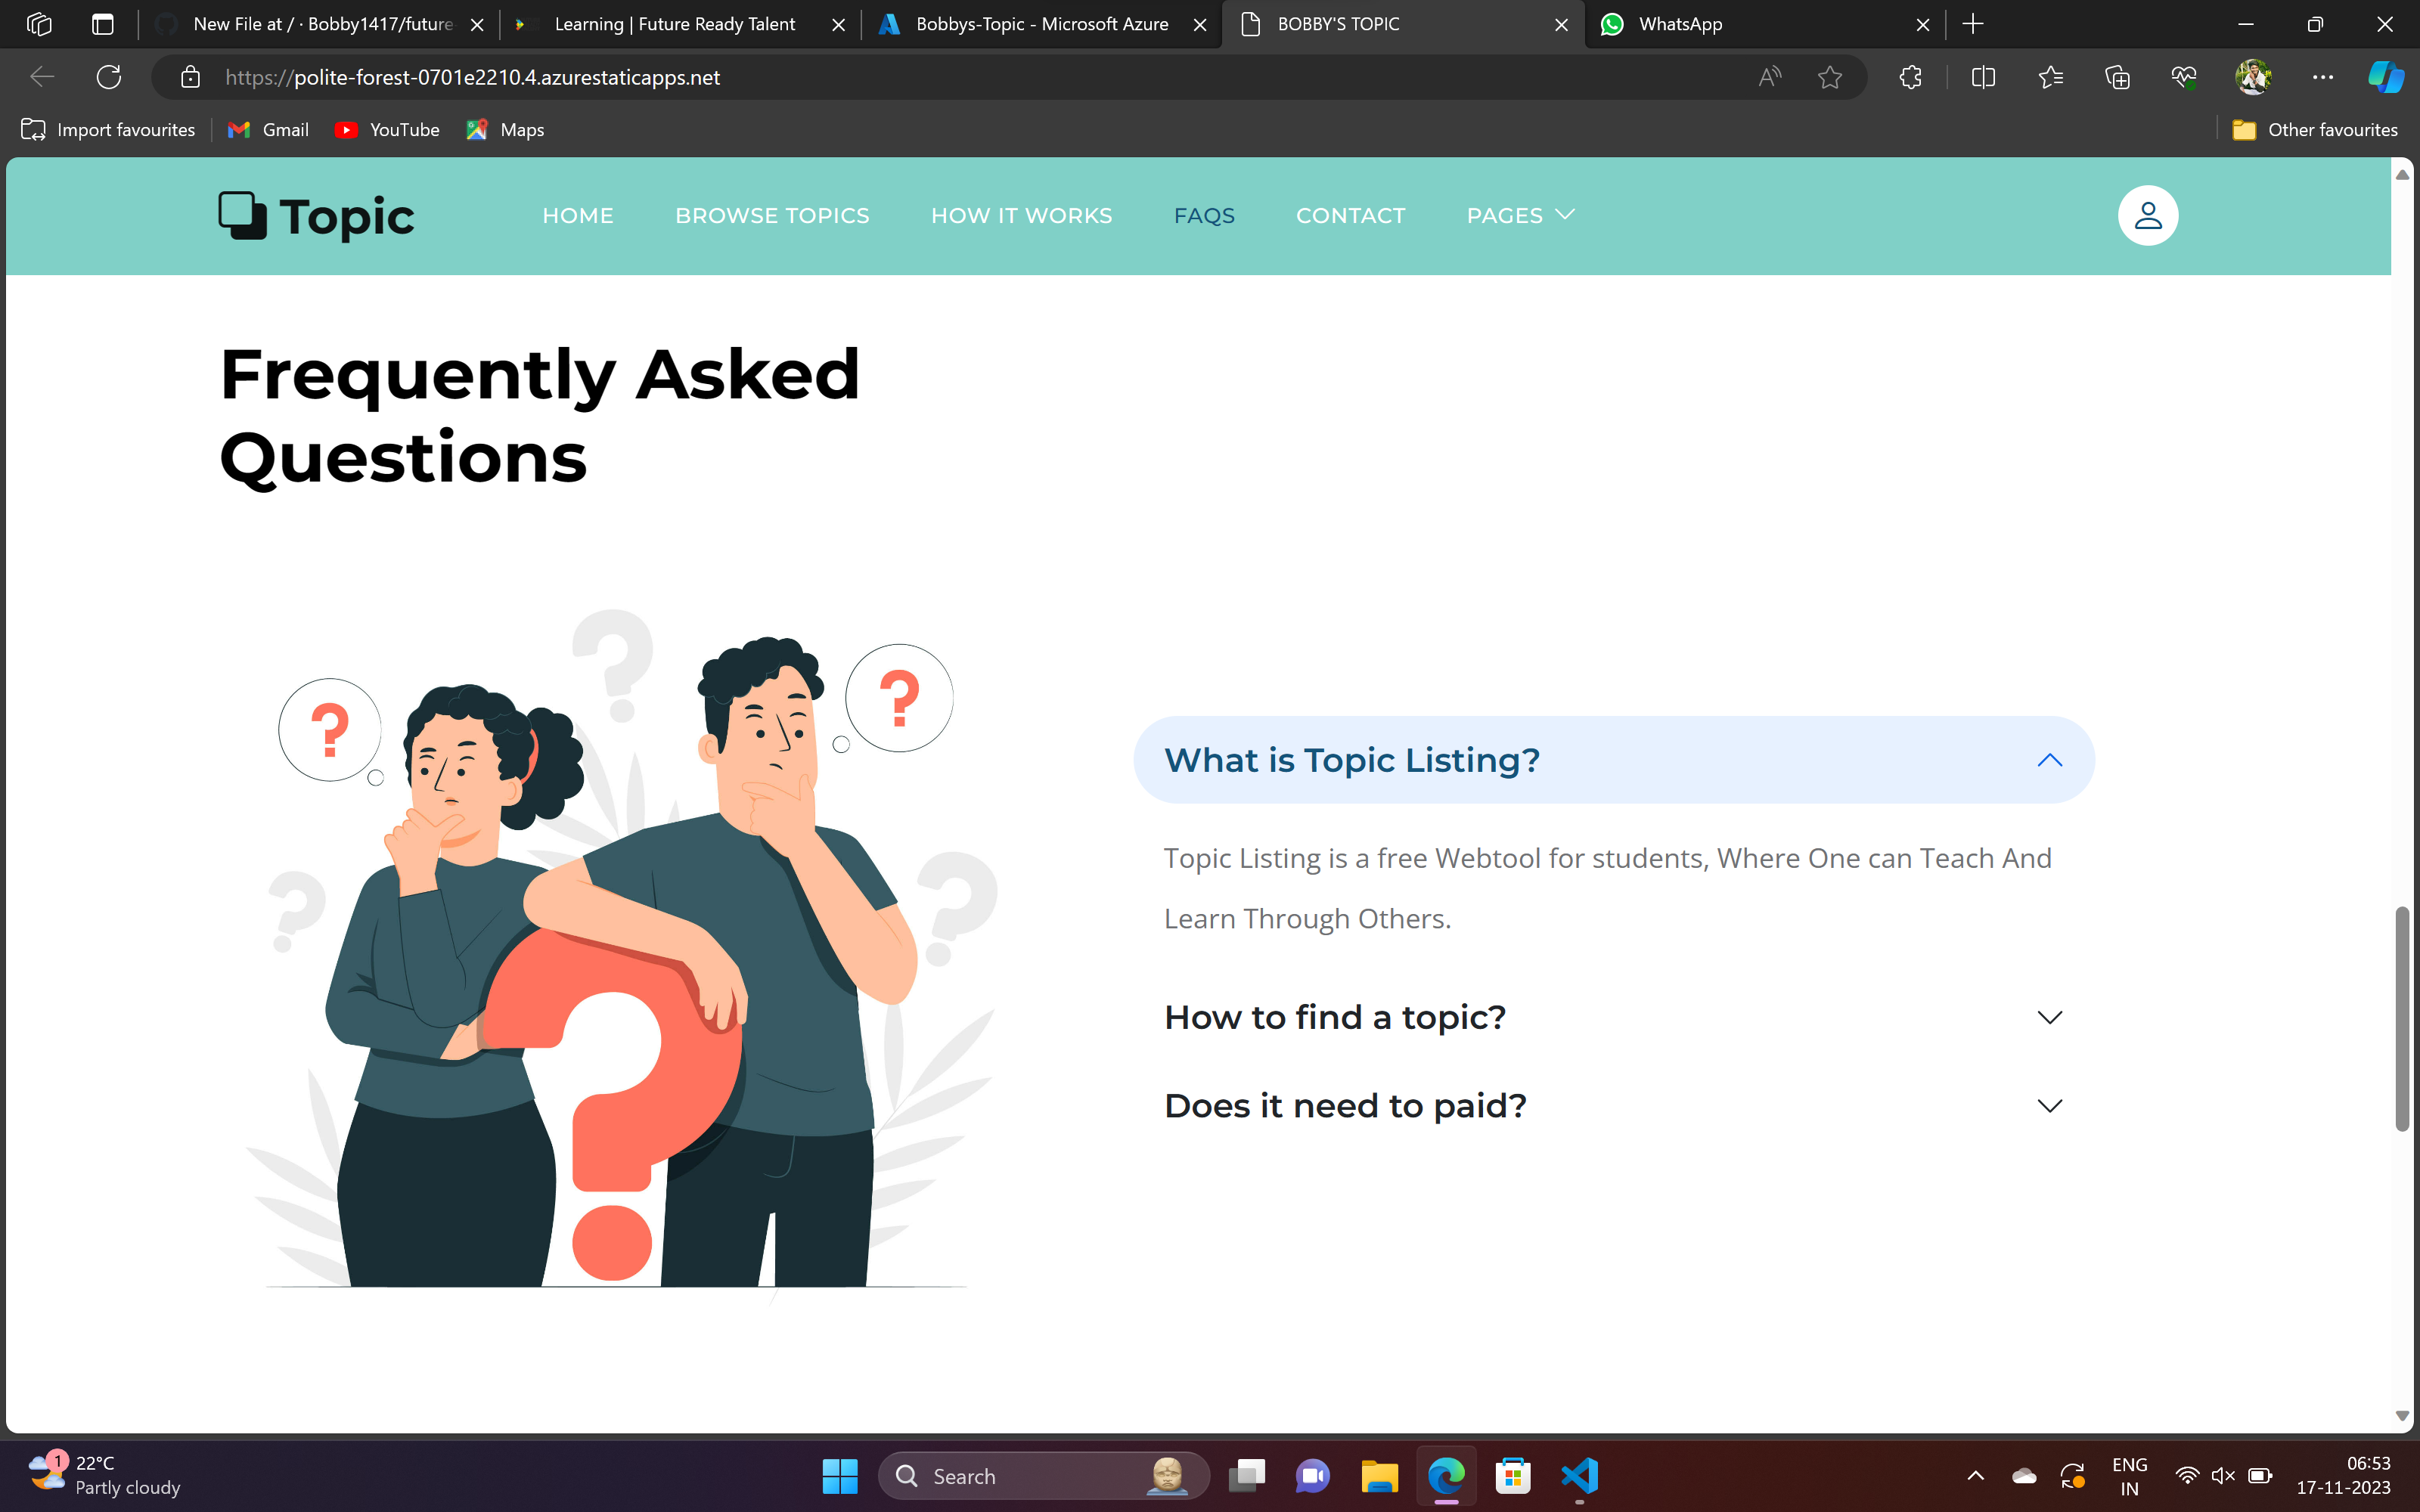 New File at / · Bobby1417/future-
Learning | Future Ready Talent
Bobbys-Topic - Microsoft Azure
BOBBY'S TOPIC
WhatsApp
https://polite-forest-0701e2210.4.azurestaticapps.net
Import favourites
Gmail
YouTube
Maps
Other favourites
Topic
HOME
BROWSE TOPICS
HOW IT WORKS
FAQS
CONTACT
PAGES
Frequently Asked
Questions
?
?
?
?
?
?
What is Topic Listing?
Topic Listing is a free Webtool for students, Where One can Teach And
Learn Through Others.
How to find a topic?
Does it need to paid?
1
22°C
Partly cloudy
Search
ENG
IN
06:53
17-11-2023